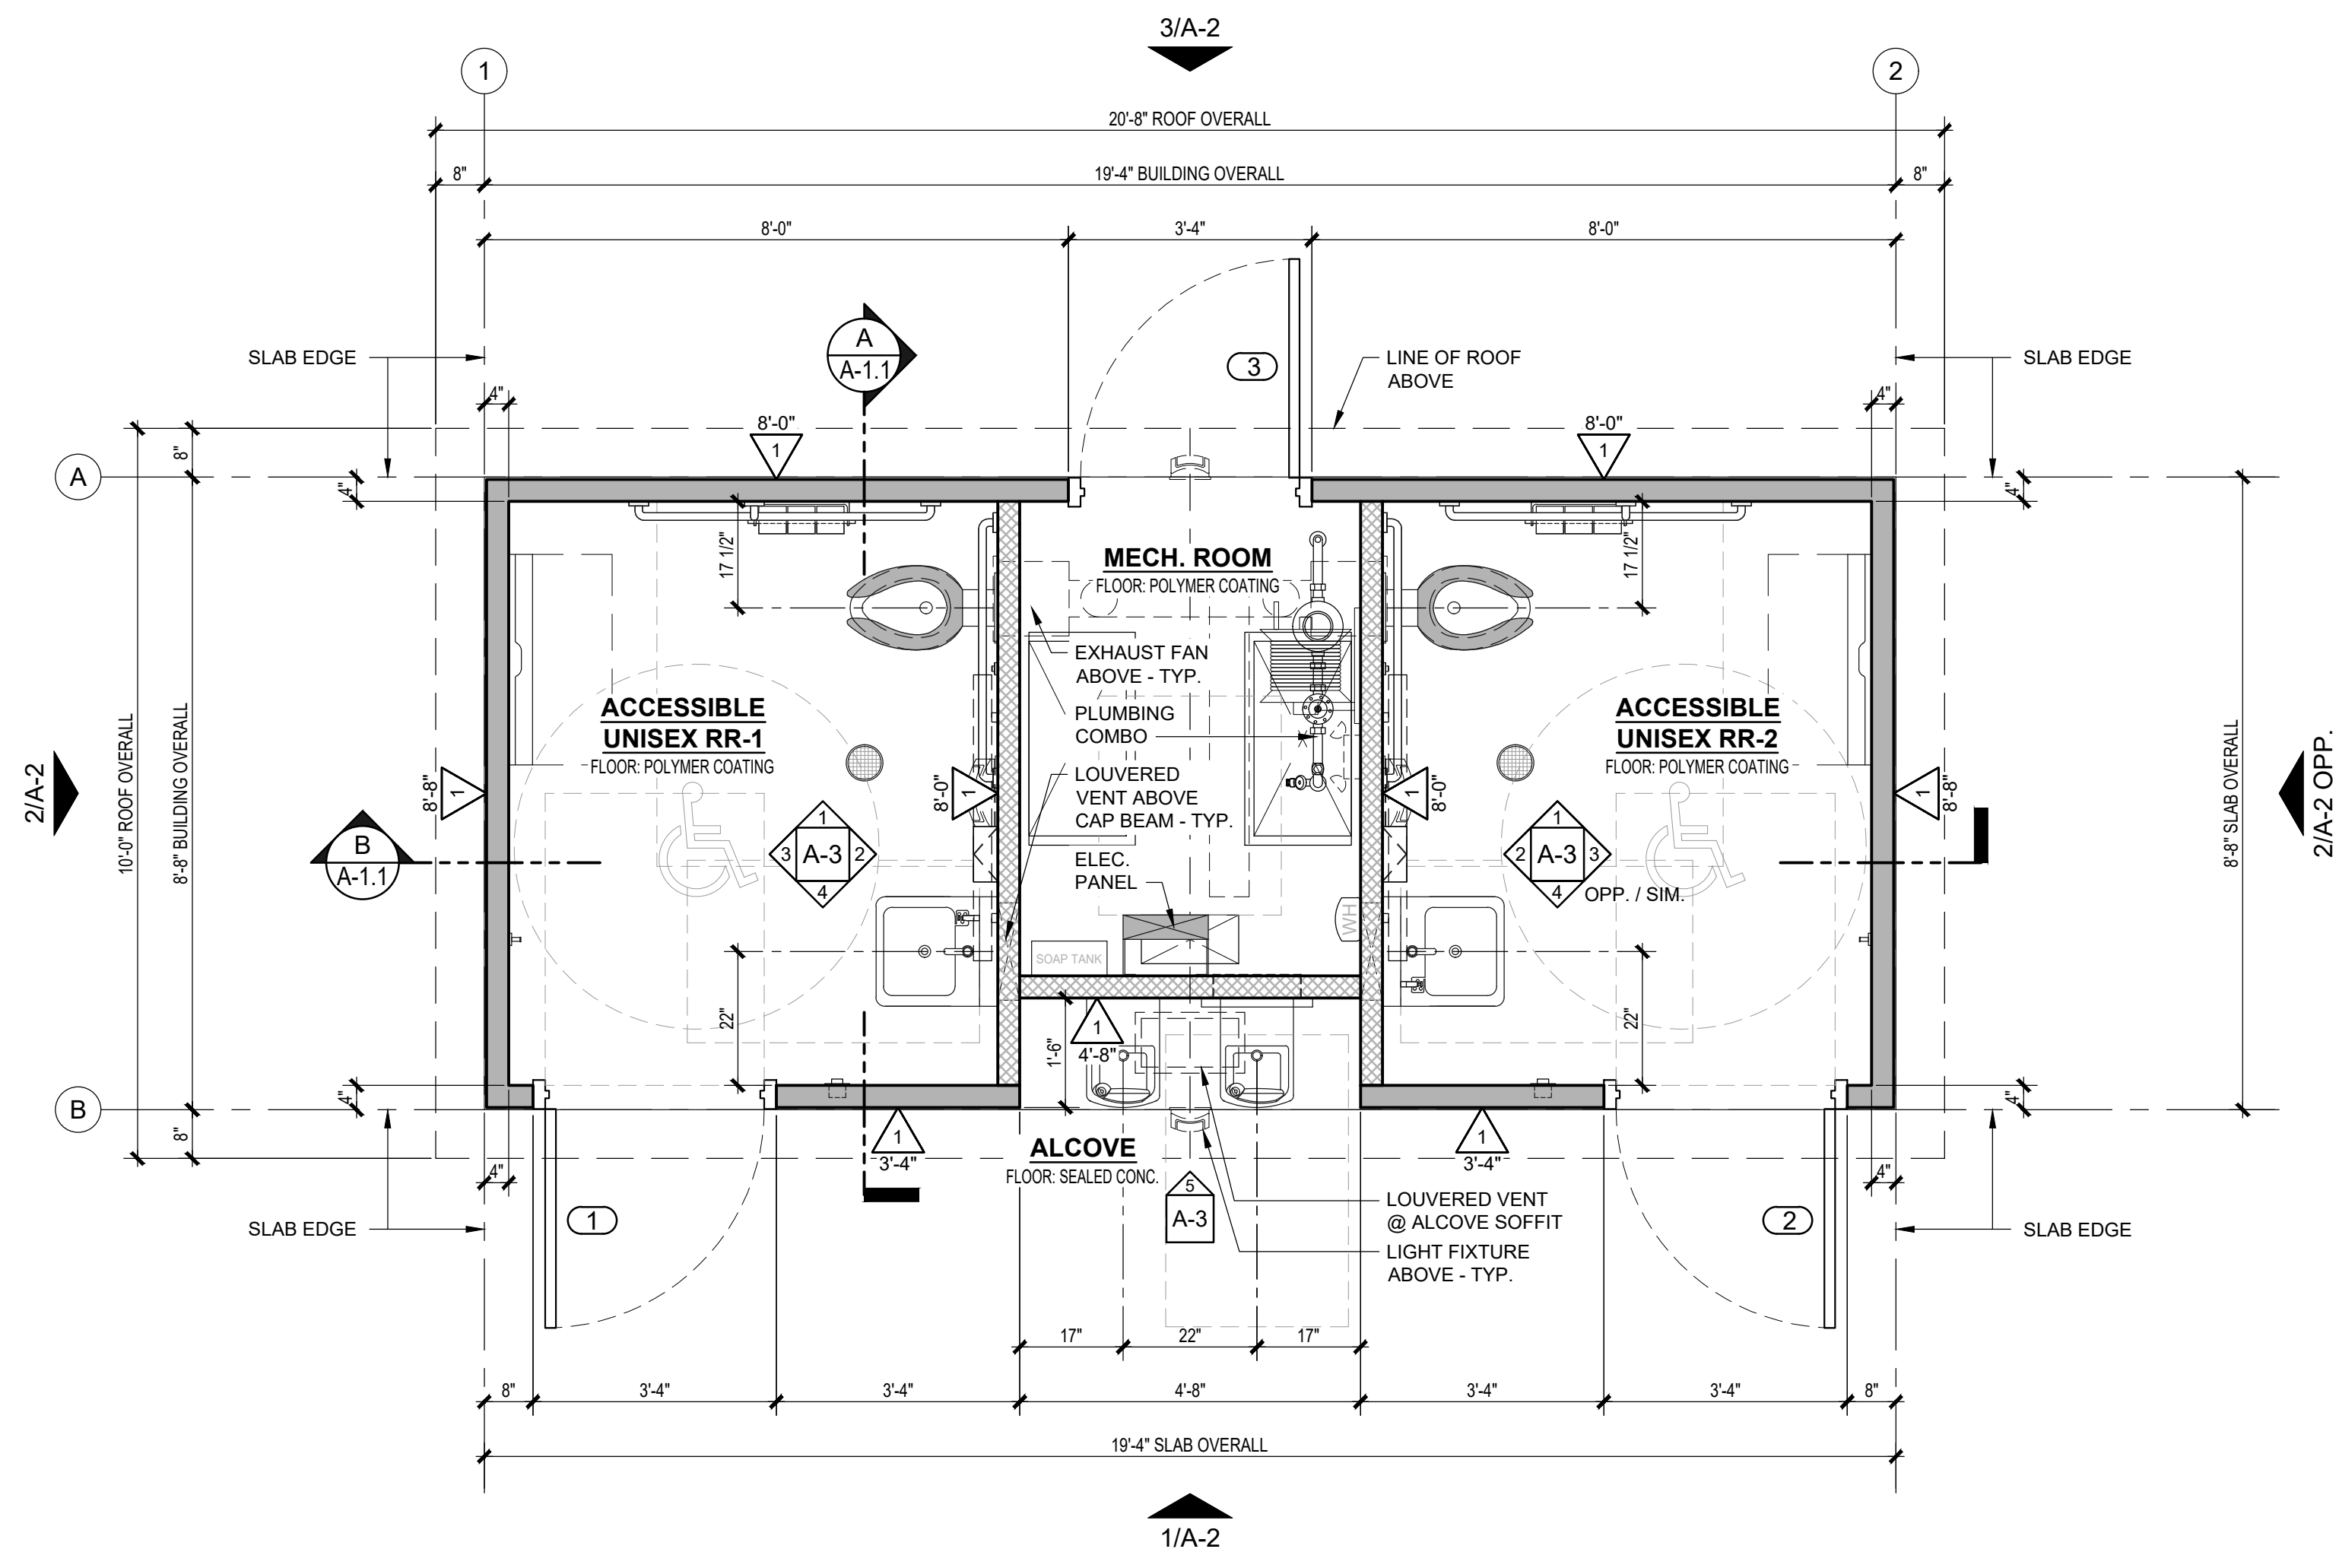 3/A-2
1
2
20'-8" ROOF OVERALL
8"
19'-4" BUILDING OVERALL
8"
8'-0"
3'-4"
8'-0"
A
A-1.1
3
SLAB EDGE
LINE OF ROOF
ABOVE
SLAB EDGE
4"
4"
8'-0"
1
8'-0"
1
8"
A
4"
4"
17 1/2"
17 1/2"
MECH. ROOM
FLOOR: POLYMER COATING
EXHAUST FAN
ABOVE - TYP.
PLUMBING
COMBO
LOUVERED
VENT ABOVE
CAP BEAM - TYP.
ELEC.
PANEL
ACCESSIBLE
UNISEX RR-1
FLOOR: POLYMER COATING
ACCESSIBLE
UNISEX RR-2
FLOOR: POLYMER COATING
10'-0" ROOF OVERALL
8'-8" BUILDING OVERALL
8'-8" SLAB OVERALL
2/A-2
2/A-2 OPP.
8'-8"
1
8'-0"
1
1
8'-0"
1
8'-8"
B
A-1.1
1
3
A-3
2
4
1
2
A-3
3
4
OPP. / SIM.
WH
SOAP TANK
22"
22"
1'-6"
1
4'-8"
B
4"
4"
8"
1
3'-4"
1
3'-4"
ALCOVE
FLOOR: SEALED CONC.
4"
4"
5
A-3
LOUVERED VENT
@ ALCOVE SOFFIT
LIGHT FIXTURE
ABOVE - TYP.
SLAB EDGE
1
2
SLAB EDGE
17"
22"
17"
8"
3'-4"
3'-4"
4'-8"
3'-4"
3'-4"
8"
19'-4" SLAB OVERALL
1/A-2